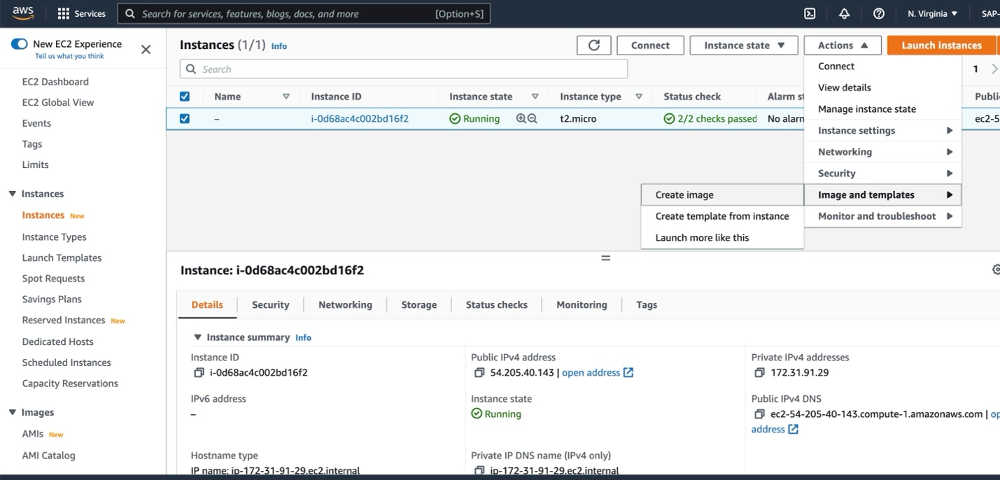 aws
Services
Search for services, features, blogs, docs, and more
[Option+S]
N. Virginia
SAP-
New EC2 Experience
Tell us what you think
EC2 Dashboard
EC2 Global View
Events
Tags
Limits
Instances
Instances New
Instance Types
Launch Templates
Spot Requests
Savings Plans
Reserved Instances New
Dedicated Hosts
Scheduled Instances
Capacity Reservations
Images
AMIs New
AMI Catalog
Instances (1/1) Info
Connect
Instance state
Actions
Launch instances
Search
1
Name
Instance ID
Instance state
Instance type
Status check
Alarm st
Publi
–
i-0d68ac4c002bd16f2
Running
t2.micro
2/2 checks passed
No alarn
ec2-5
Connect
View details
Manage instance state
Instance settings
Networking
Security
Image and templates
Monitor and troubleshoot
Create image
Create template from instance
Launch more like this
Instance: i-0d68ac4c002bd16f2
Details
Security
Networking
Storage
Status checks
Monitoring
Tags
Instance summary Info
Instance ID
i-0d68ac4c002bd16f2
Public IPv4 address
54.205.40.143 | open address
Private IPv4 addresses
172.31.91.29
IPv6 address
–
Instance state
Running
Public IPv4 DNS
ec2-54-205-40-143.compute-1.amazonaws.com | op
address
Hostname type
IP name: ip-172-31-91-29.ec2.internal
Private IP DNS name (IPv4 only)
ip-172-31-91-29.ec2.internal